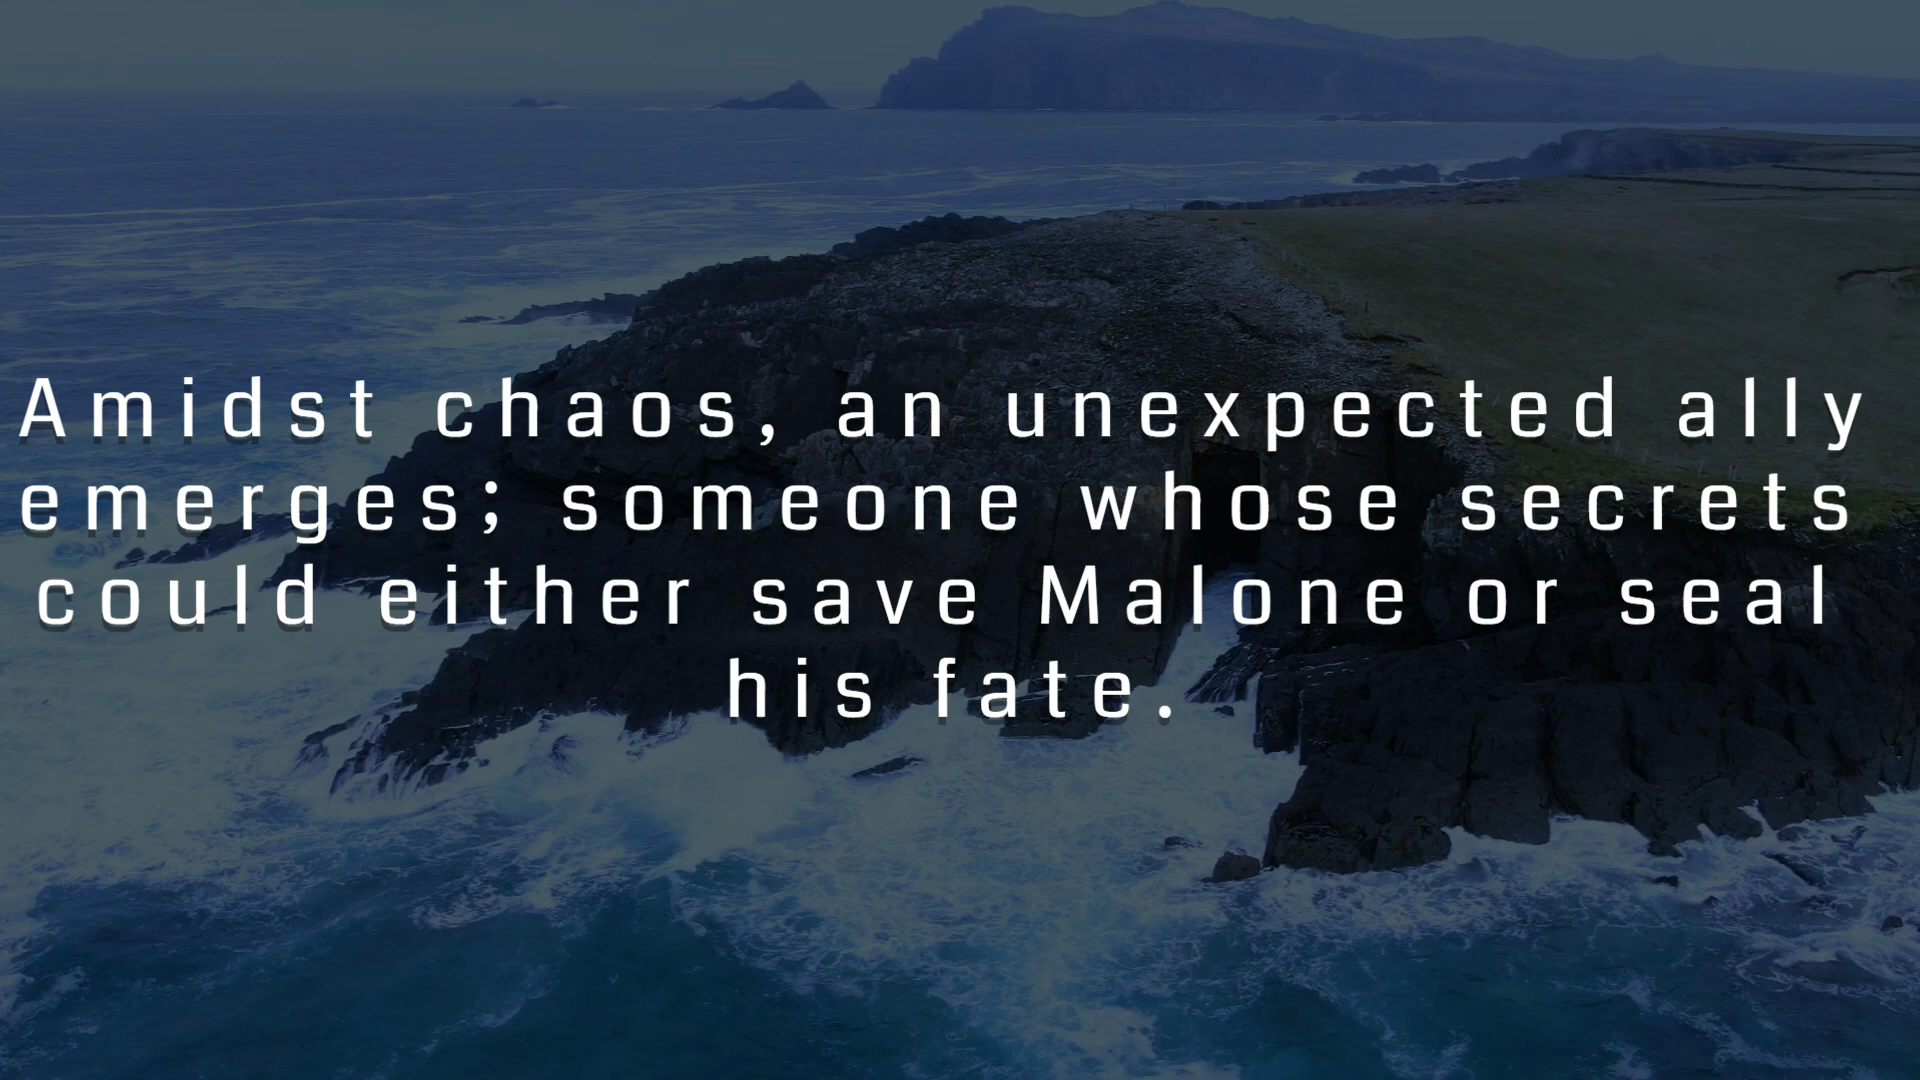 Amidst chaos, an unexpected ally
emerges; someone whose secrets
could either save Malone or seal
his fate.